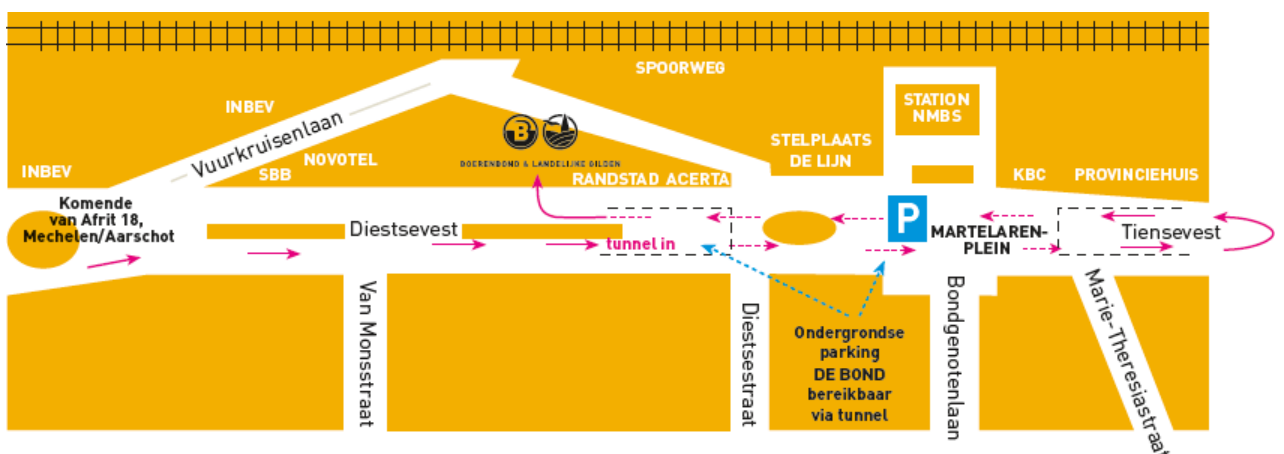 SPOORWEG
INBEV
STATION
NMBS
Vuurkruisenlaan
B
STELPLAATS
DE LIJN
INBEV
NOVOTEL
SBB
BOERENBOND & LANDELIJKE GILDEN
RANDSTAD ACERTA
KBC
PROVINCIEHUIS
Komende
van Afrit 18,
Mechelen/Aarschot
Diestsevest
tunnel in
P
MARTELAREN-
PLEIN
Tiensevest
Van Monsstraat
Diestsestraat
Ondergrondse
parking
DE BOND
bereikbaar
via tunnel
Bondgenotenlaan
Marie-Theresiastraat